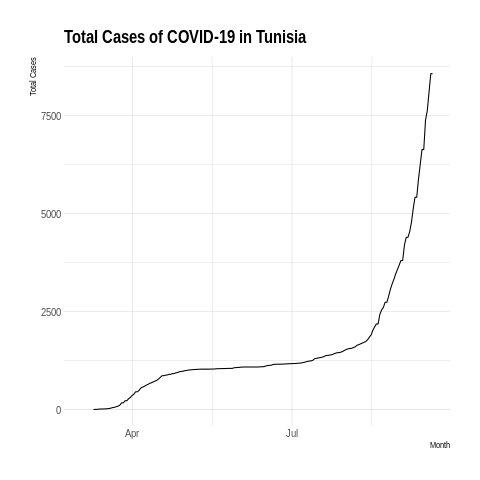 Total Cases of COVID-19 in Tunisia
Total Cases
7500
5000
2500
0
Apr
Jul
Month